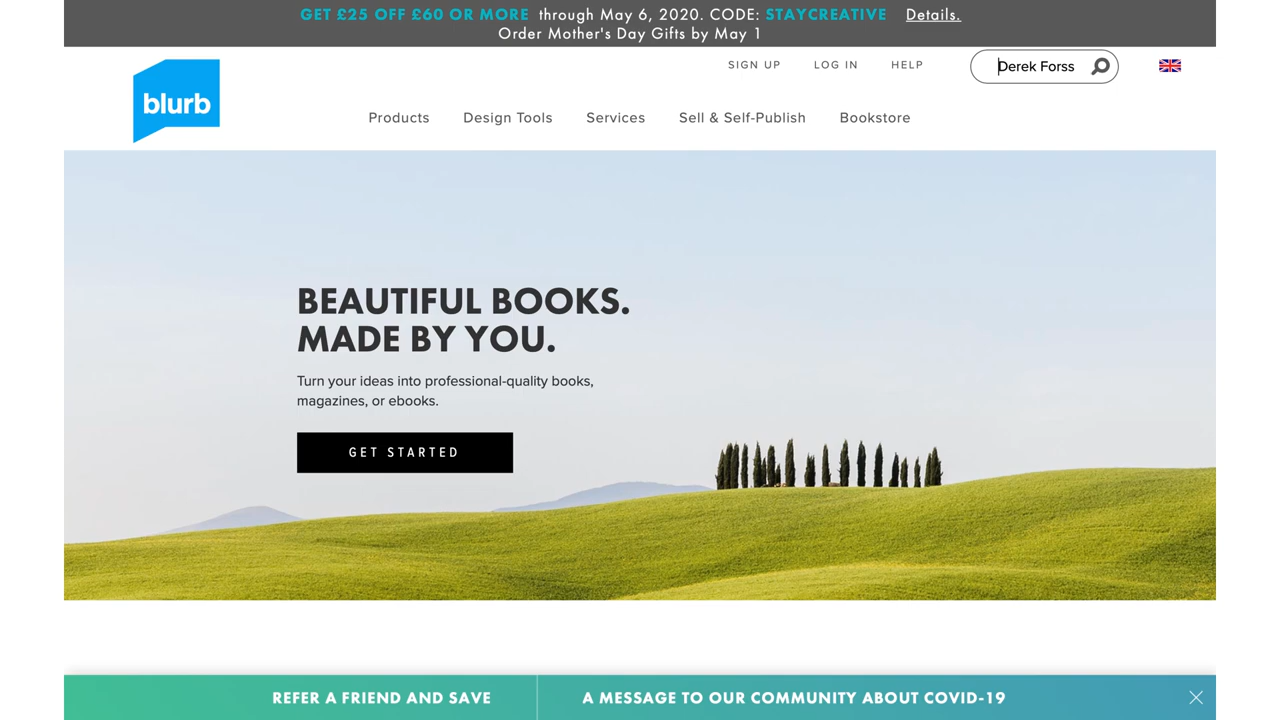 GET £25 OFF £60 OR MORE through May 6, 2020. CODE: STAYCREATIVE Details.
Order Mother's Day Gifts by May 1
blurb
SIGN UP LOG IN HELP Derek Forss
Products Design Tools Services Sell & Self-Publish Bookstore
BEAUTIFUL BOOKS.
MADE BY YOU.
Turn your ideas into professional-quality books,
magazines, or ebooks.
GET STARTED
REFER A FRIEND AND SAVE A MESSAGE TO OUR COMMUNITY ABOUT COVID-19